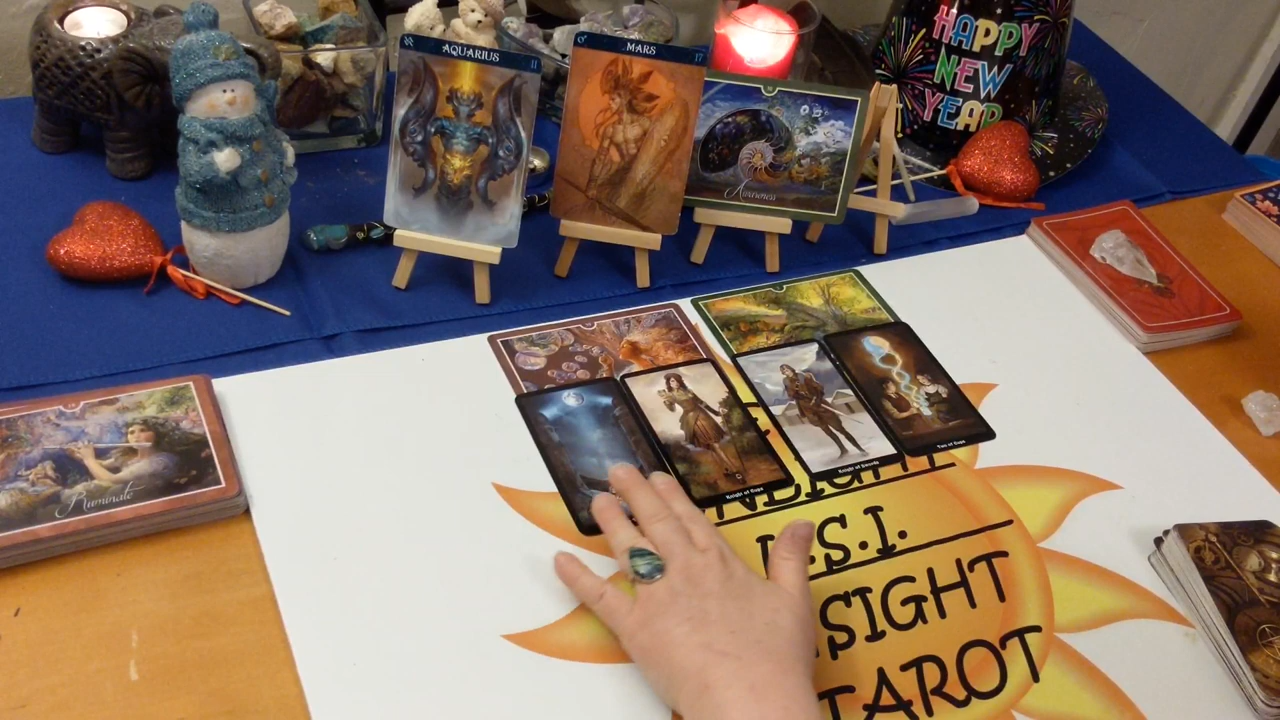 HAPPY
NEW
YEAR
AQUARIUS
11
MARS
17
Awareness
Ruminate
Knight of Cups
Knight of Swords
Two of Cups
L.S.I.
TAROT